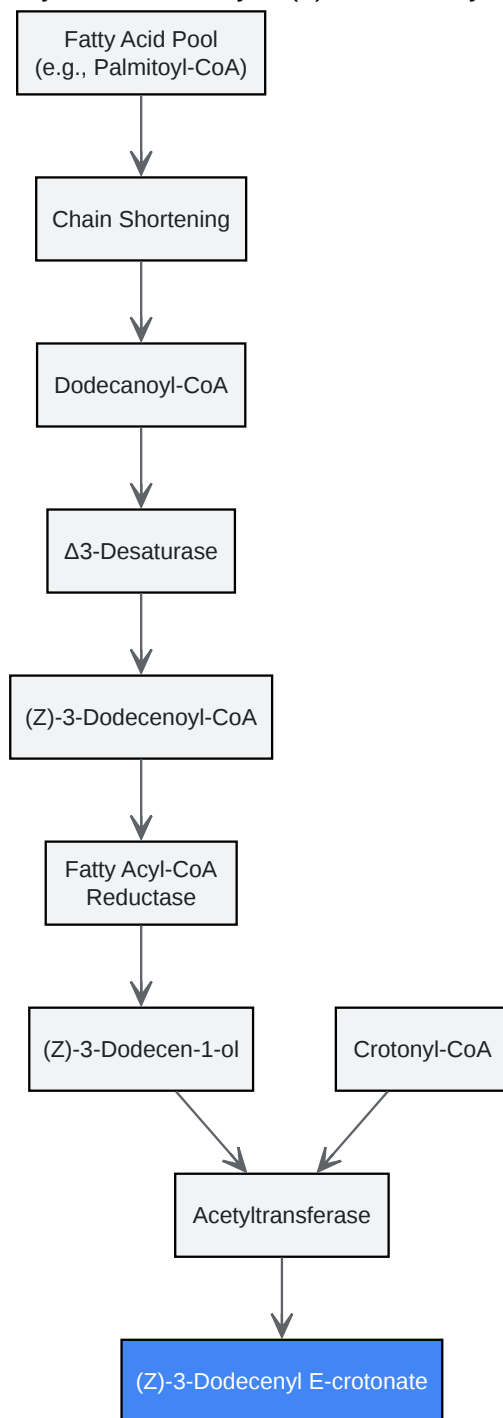 Fatty Acid Pool
(e.g., Palmitoyl-CoA)
Chain Shortening
Dodecanoyl-CoA
Δ3-Desaturase
(Z)-3-Dodecenoyl-CoA
Fatty Acyl-CoA
Reductase
(Z)-3-Dodecen-1-ol
Crotonyl-CoA
Acetyltransferase
(Z)-3-Dodecenyl E-crotonate